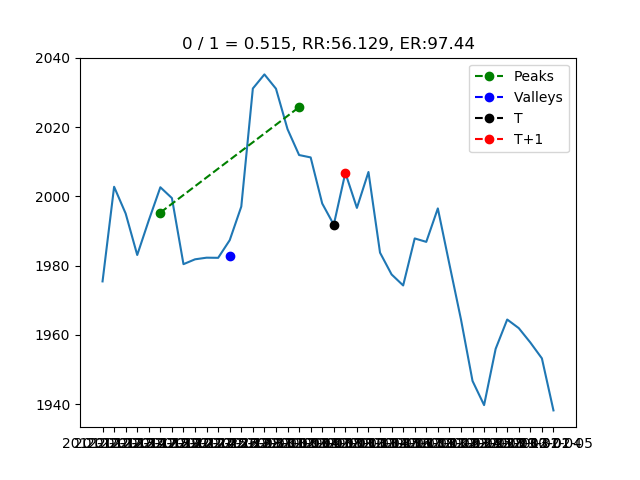 0 / 1 = 0.515, RR:56.129, ER:97.44
Peaks
Valleys
T
T+1
2040
2020
2000
1980
1960
1940